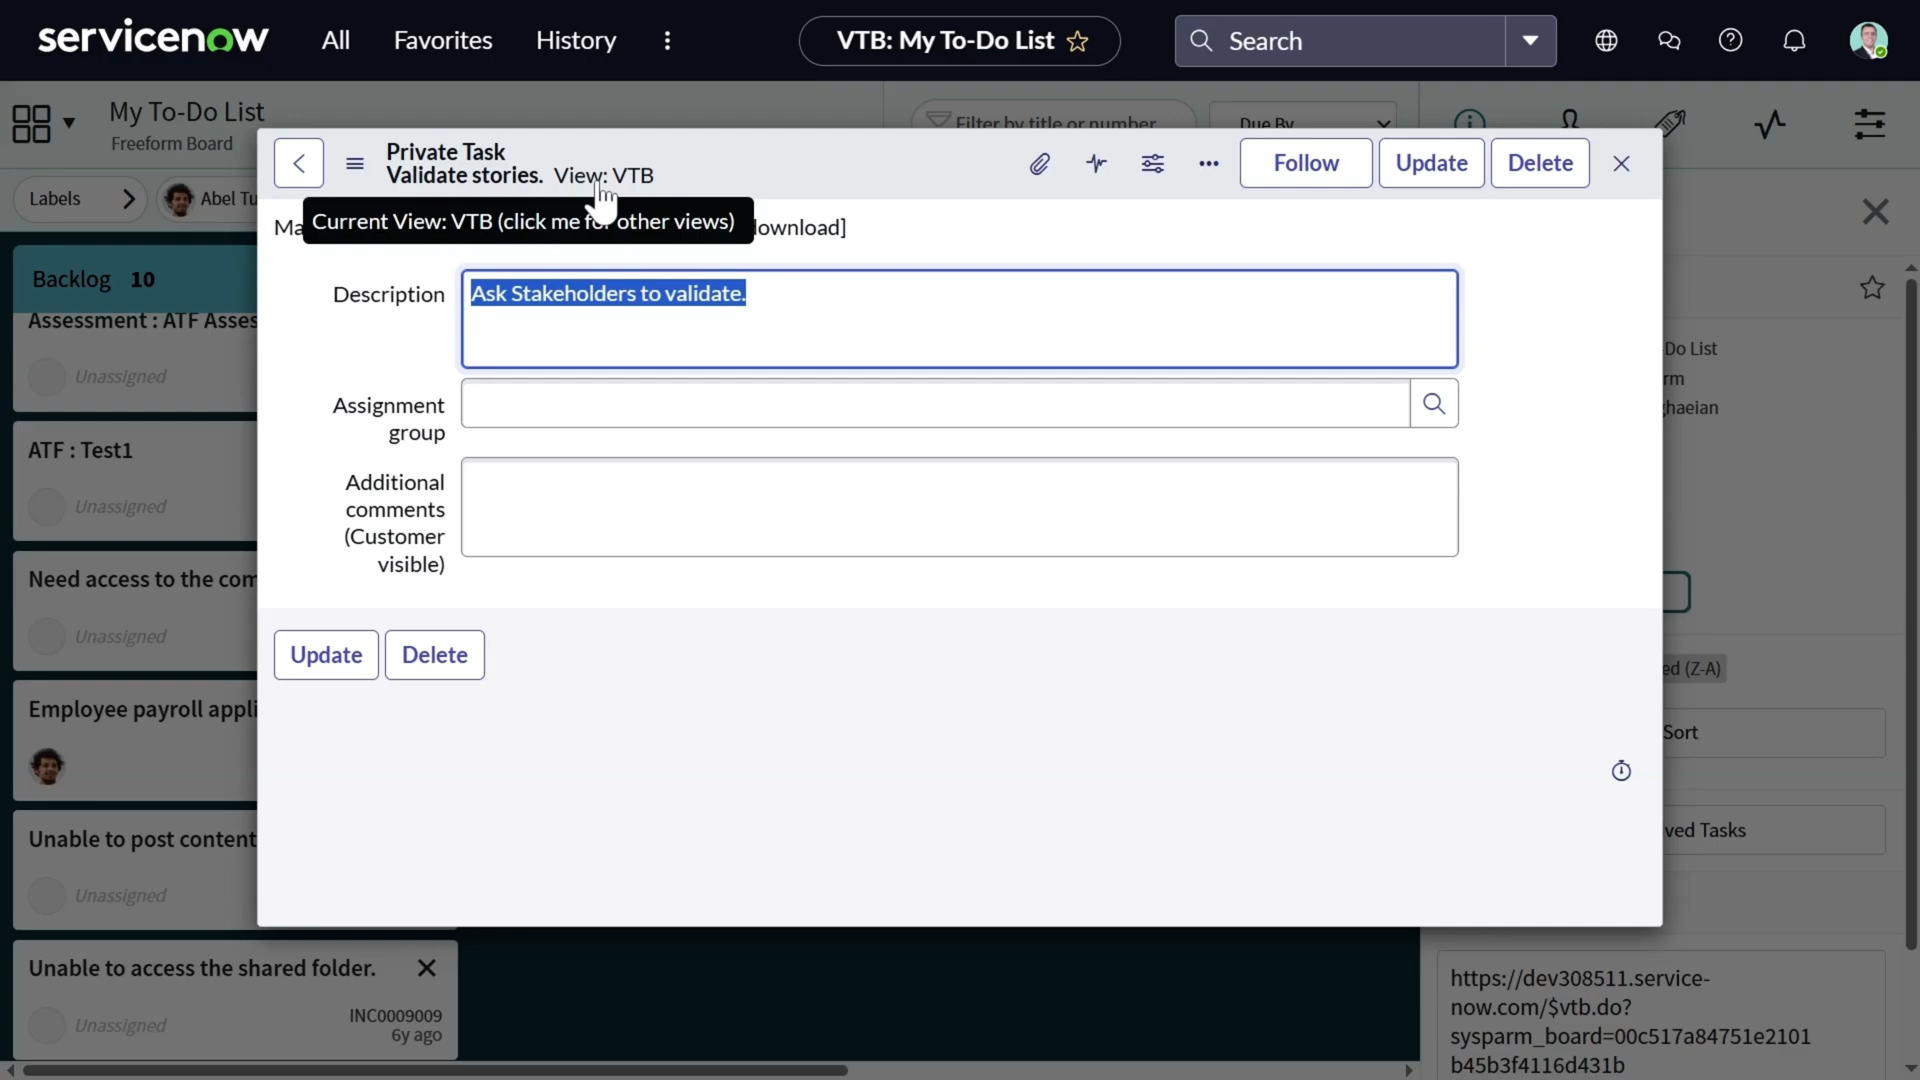 servicenow
All
Favorites
History
VTB: My To-Do List
Search
My To-Do List
Freeform Board
Filter by title or number
Due By
Labels
Abel Tu
Private Task
Validate stories. View: VTB
Follow
Update
Delete
Current View: VTB (click me for other views)
Ma
download]
Description
Ask Stakeholders to validate.
Assignment
group
Additional
comments
(Customer
visible)
Update
Delete
Backlog 10
Assessment : ATF Asses
Unassigned
ATF : Test1
Unassigned
Need access to the com
Unassigned
Employee payroll appli
Unable to post content
Unassigned
Unable to access the shared folder.
Unassigned
INC0009009
6y ago
Do List
rm
ghaeian
ed (Z-A)
Sort
ved Tasks
https://dev308511.service-
now.com/$vtb.do?
sysparm_board=00c517a84751e2101
b45b3f4116d431b